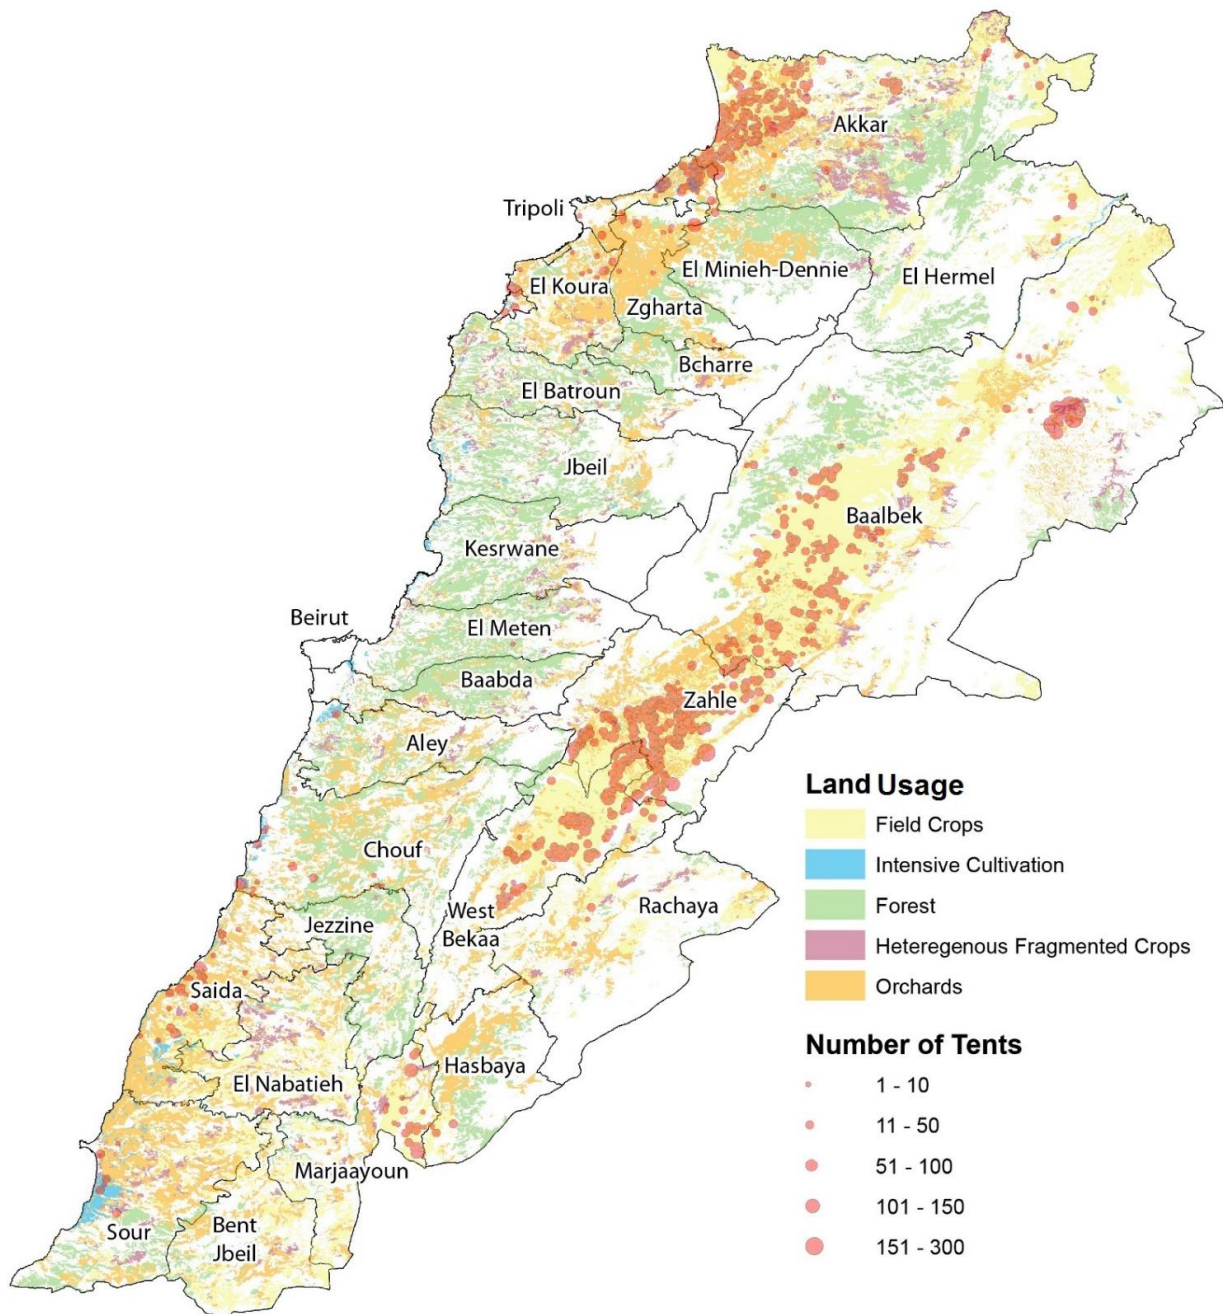 Akkar
Tripoli
El Minieh-Dennie
El Hermel
El Koura
Zgharta
Bcharre
El Batroun
Jbeil
Baalbek
Kesrwane
Beirut
El Meten
Baabda
Zahle
Aley
Chouf
West
Bekaa
Rachaya
Jezzine
Saida
Hasbaya
El Nabatieh
Marjaayoun
Sour
Bent
Jbeil
Land Usage
Field Crops
Intensive Cultivation
Forest
Heteregenous Fragmented Crops
Orchards
Number of Tents
1 - 10
11 - 50
51 - 100
101 - 150
151 - 300